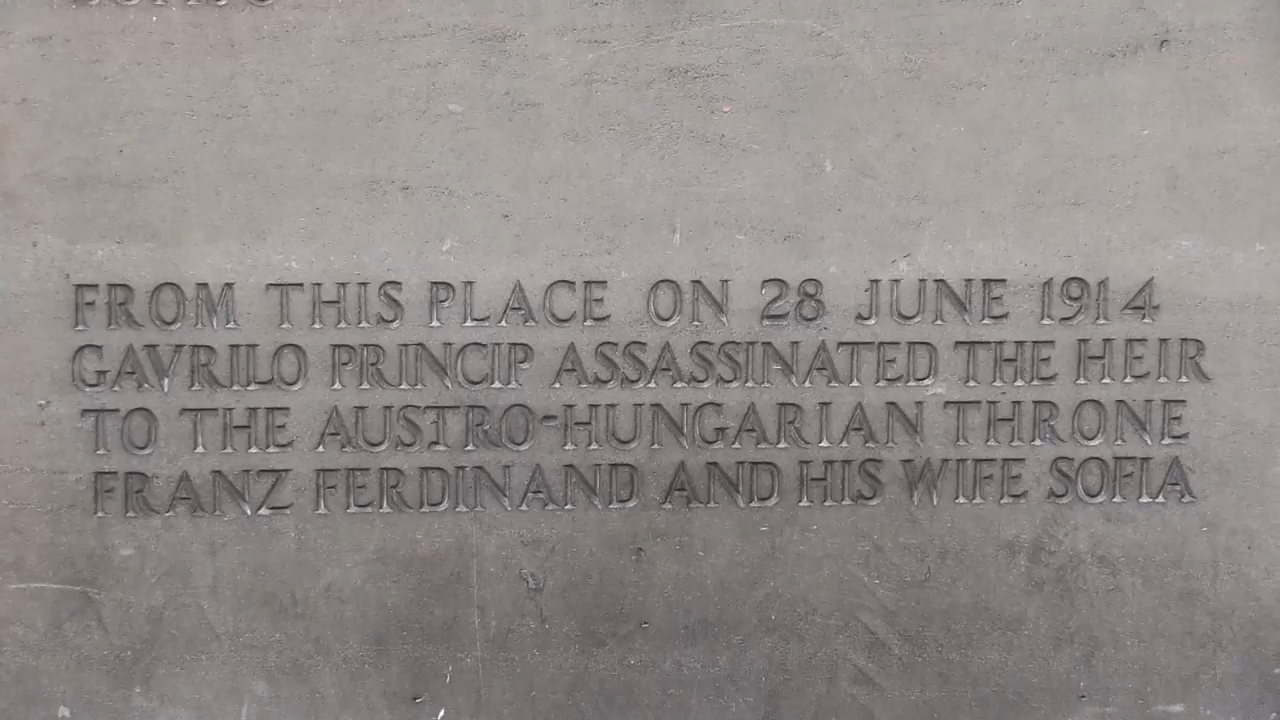 FROM THIS PLACE ON 28 JUNE 1914
GAVRILO PRINCIP ASSASSINATED THE HEIR
TO THE AUSTRO-HUNGARIAN THRONE
FRANZ FERDINAND AND HIS WIFE SOFIA